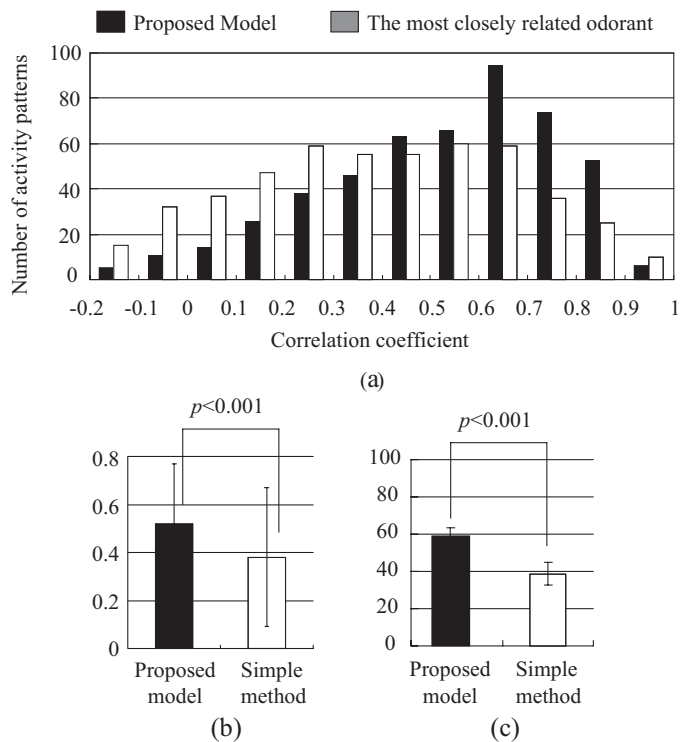 Proposed Model
The most closely related odorant
Number of activity patterns
100
80
60
40
20
0
-0.2 -0.1 0 0.1 0.2 0.3 0.4 0.5 0.6 0.7 0.8 0.9 1
Correlation coefficient
(a)
p<0.001
0.8
0.6
0.4
0.2
0
Proposed model
Simple method
(b)
p<0.001
100
80
60
40
20
0
Proposed model
Simple method
(c)